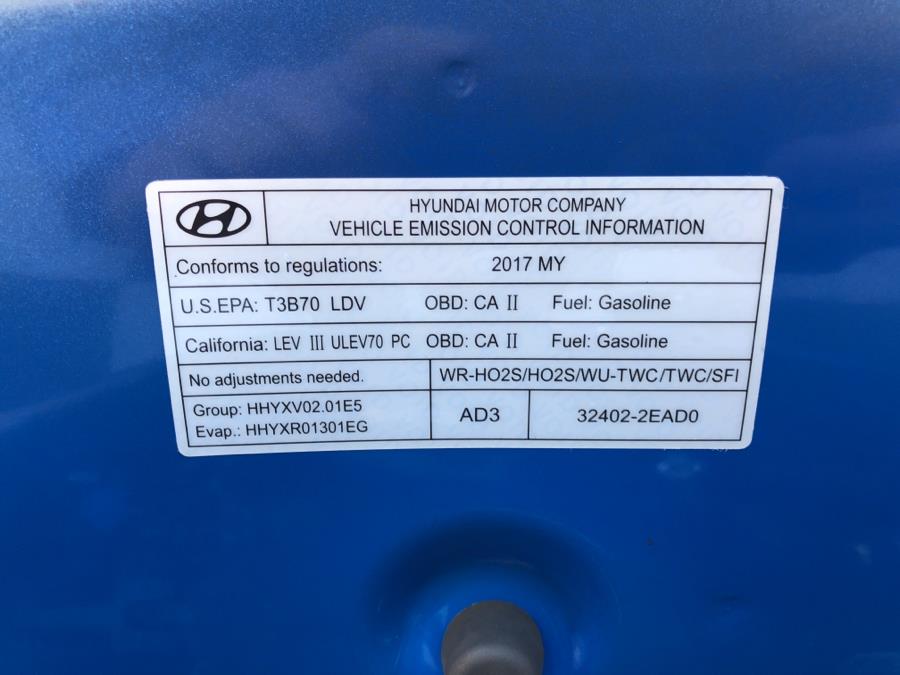 HYUNDAI MOTOR COMPANY
VEHICLE EMISSION CONTROL INFORMATION
Conforms to regulations: 2017 MY
U.S.EPA: T3B70 LDV OBD: CA II Fuel: Gasoline
California: LEV III ULEV70 PC OBD: CA II Fuel: Gasoline
No adjustments needed. WR-HO2S/HO2S/WU-TWC/TWC/SFI
Group: HHYXV02.01E5
Evap.: HHYXR01301EG
AD3
32402-2EAD0